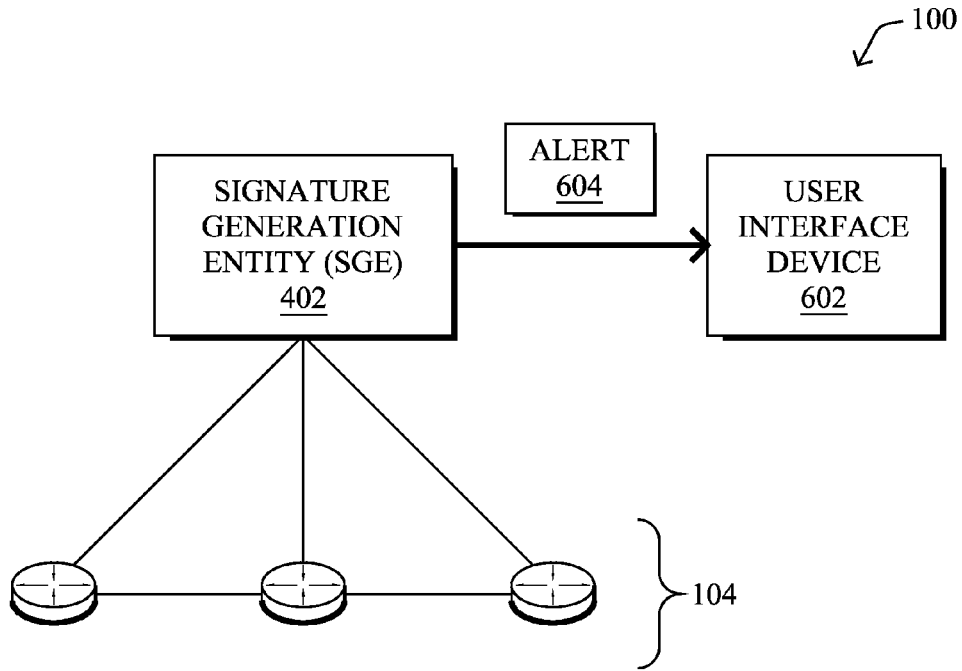 100
ALERT
604
SIGNATURE
GENERATION
ENTITY (SGE)
402
USER
INTERFACE
DEVICE
602
104